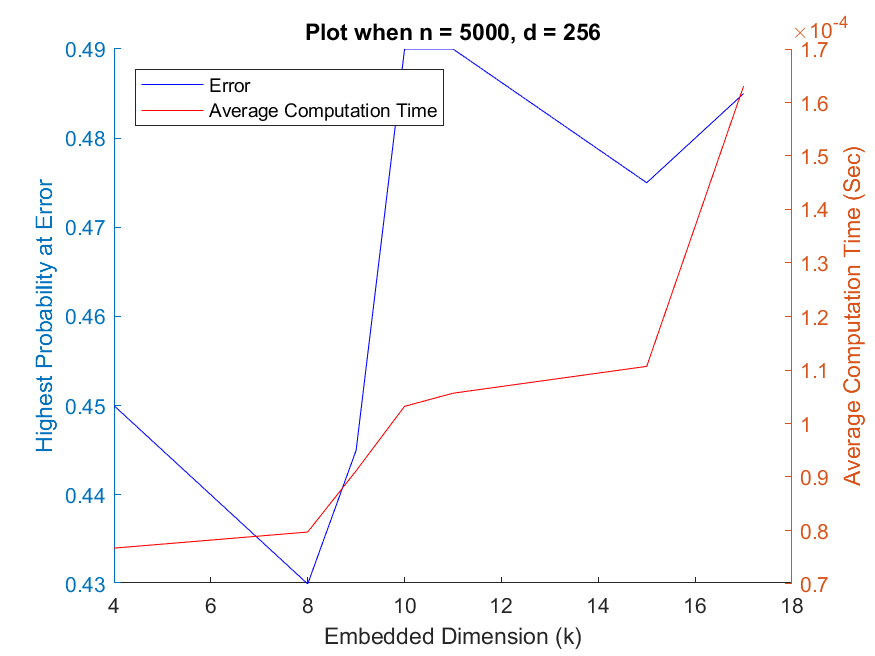 Plot when n = 5000, d = 256
×10-4
Error
Average Computation Time
Highest Probability at Error
0.49
0.48
0.47
0.46
0.45
0.44
0.43
1.7
1.6
1.5
1.4
1.3
1.2
1.1
1
0.9
0.8
0.7
Average Computation Time (Sec)
4 6 8 10 12 14 16 18
Embedded Dimension (k)